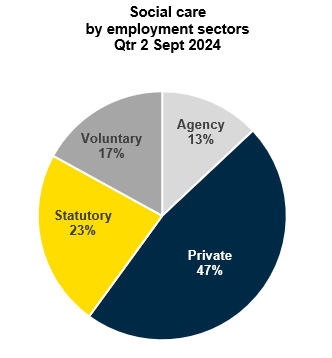 Social care
by employment sectors
Qtr 2 Sept 2024
Agency
13%
Voluntary
17%
Statutory
23%
Private
47%